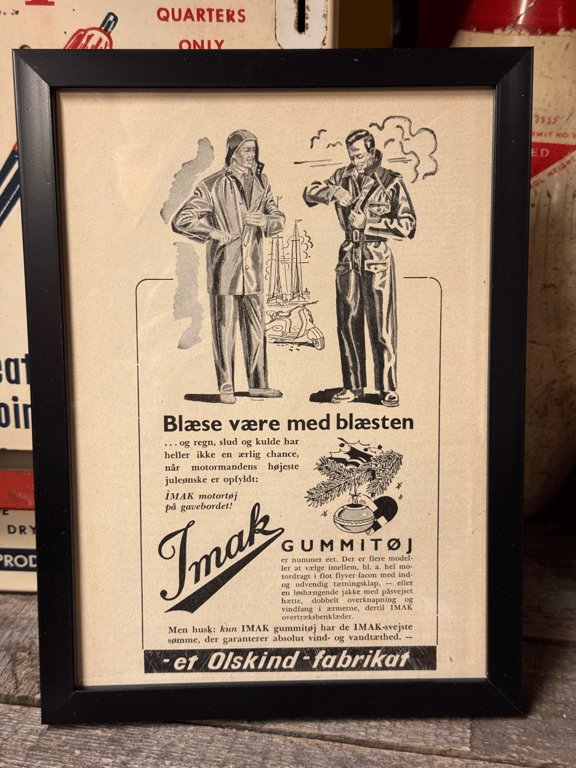 QUARTERS
ONLY
Blæse være med blæsten
...og regn, slud og kulde har
heller ikke en ærlig chance,
når motormandens højeste
juleønske er opfyldt:
IMAK motortøj
på gavebordet!
Imak
GUMMITØJ
er nummer eet. Der er flere model-
ler at vælge imellem, bl. a. hel mo-
tordragt i flot flyver-facon med ind-
og udvendig tætningsklap, — eller
en løshængende jakke med påsvejset
hætte, dobbelt overknapning og
vindfang i ærmerne, dertil IMAK
overtræksbenklæder.
Men husk: kun IMAK gummitøj har de IMAK-svejste
sømme, der garanterer absolut vind- og vandtæthed. —
- et Olskind - fabrikat
DRY
PROD